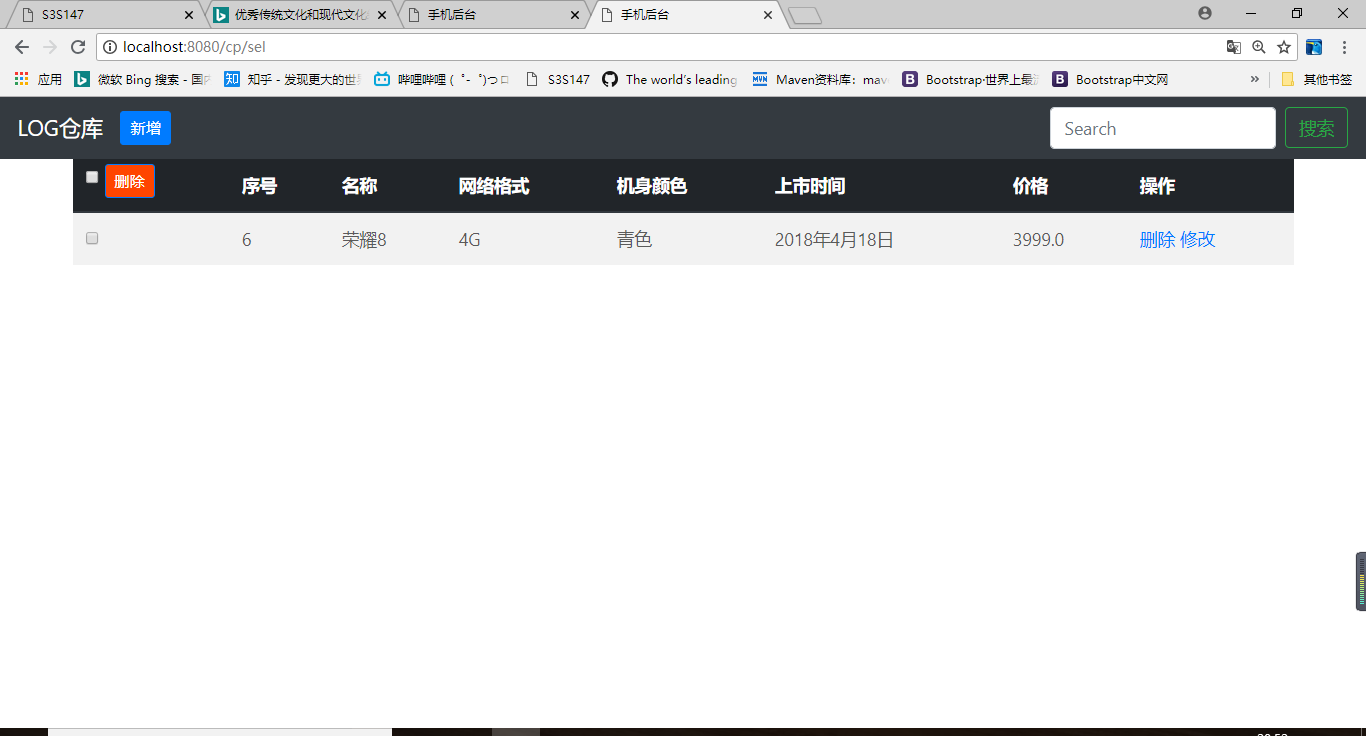 S3S147 优秀传统文化和现代文化 手机后台 手机后台
localhost:8080/cp/sel
应用 微软 Bing 搜索 - 国内 知乎 - 发现更大的世界 哔哩哔哩 ( ゜- ゜)つロ S3S147 The world's leading Maven资料库：mav Bootstrap·世界上最流 Bootstrap中文网 » 其他书签
LOG仓库 新增 Search 搜索
删除 序号 名称 网络格式 机身颜色 上市时间 价格 操作
6 荣耀8 4G 青色 2018年4月18日 3999.0 删除 修改